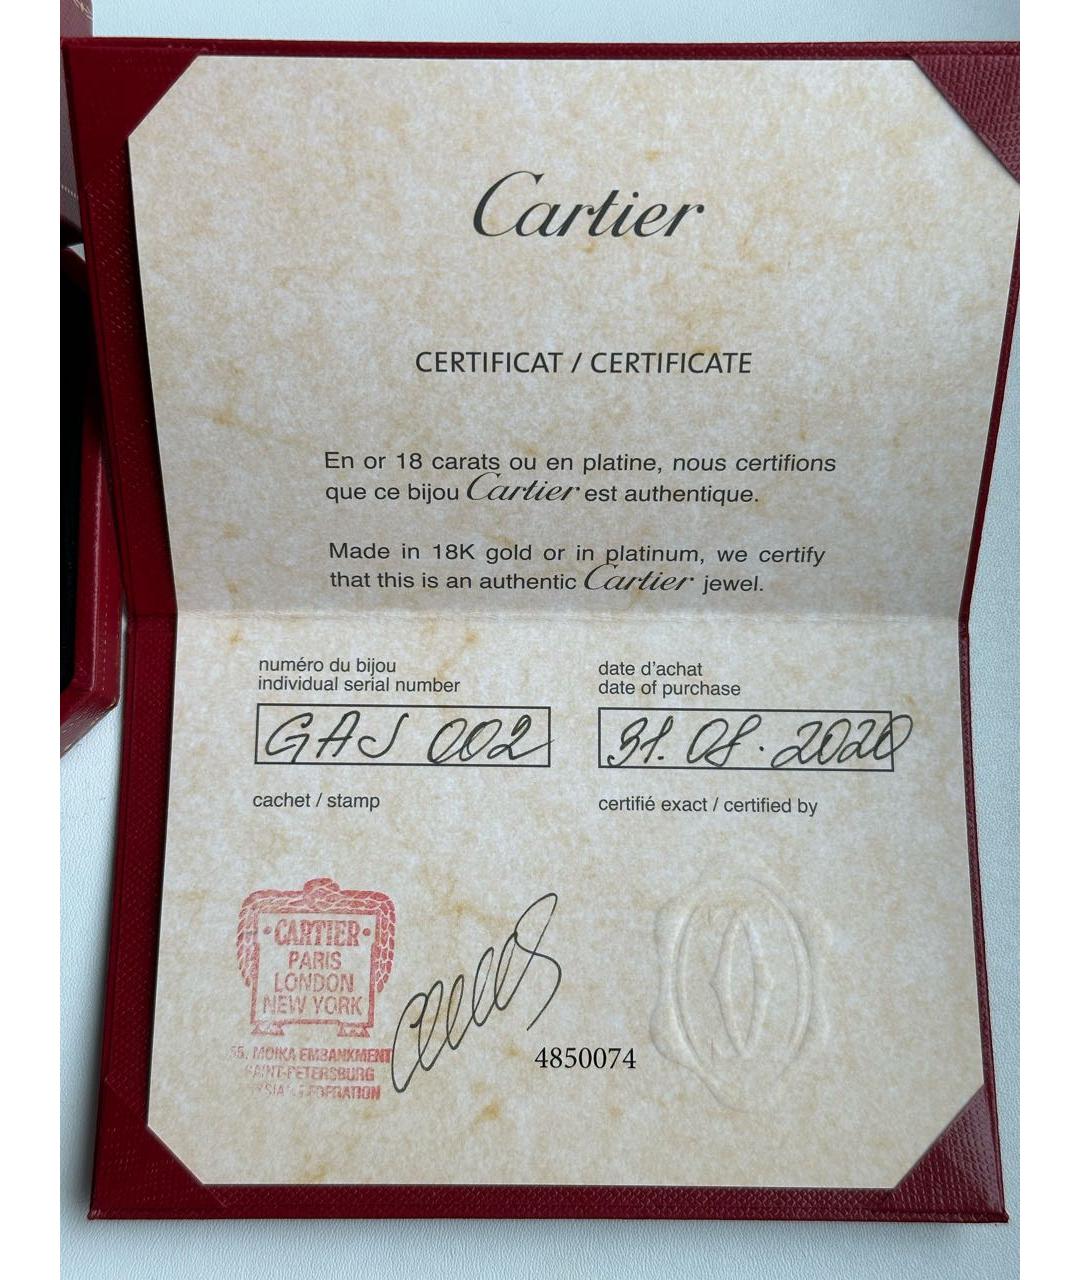 Cartier
CERTIFICAT / CERTIFICATE
En or 18 carats ou en platine, nous certifions
que ce bijou Cartier est authentique.
Made in 18K gold or in platinum, we certify
that this is an authentic Cartier jewel.
numéro du bijou
individual serial number
date d'achat
date of purchase
GAJ 002
31. 08. 2020
cachet / stamp
certifié exact / certified by
CARTIER
PARIS
LONDON
NEW YORK
MOIKA EMBANKMENT
4850074